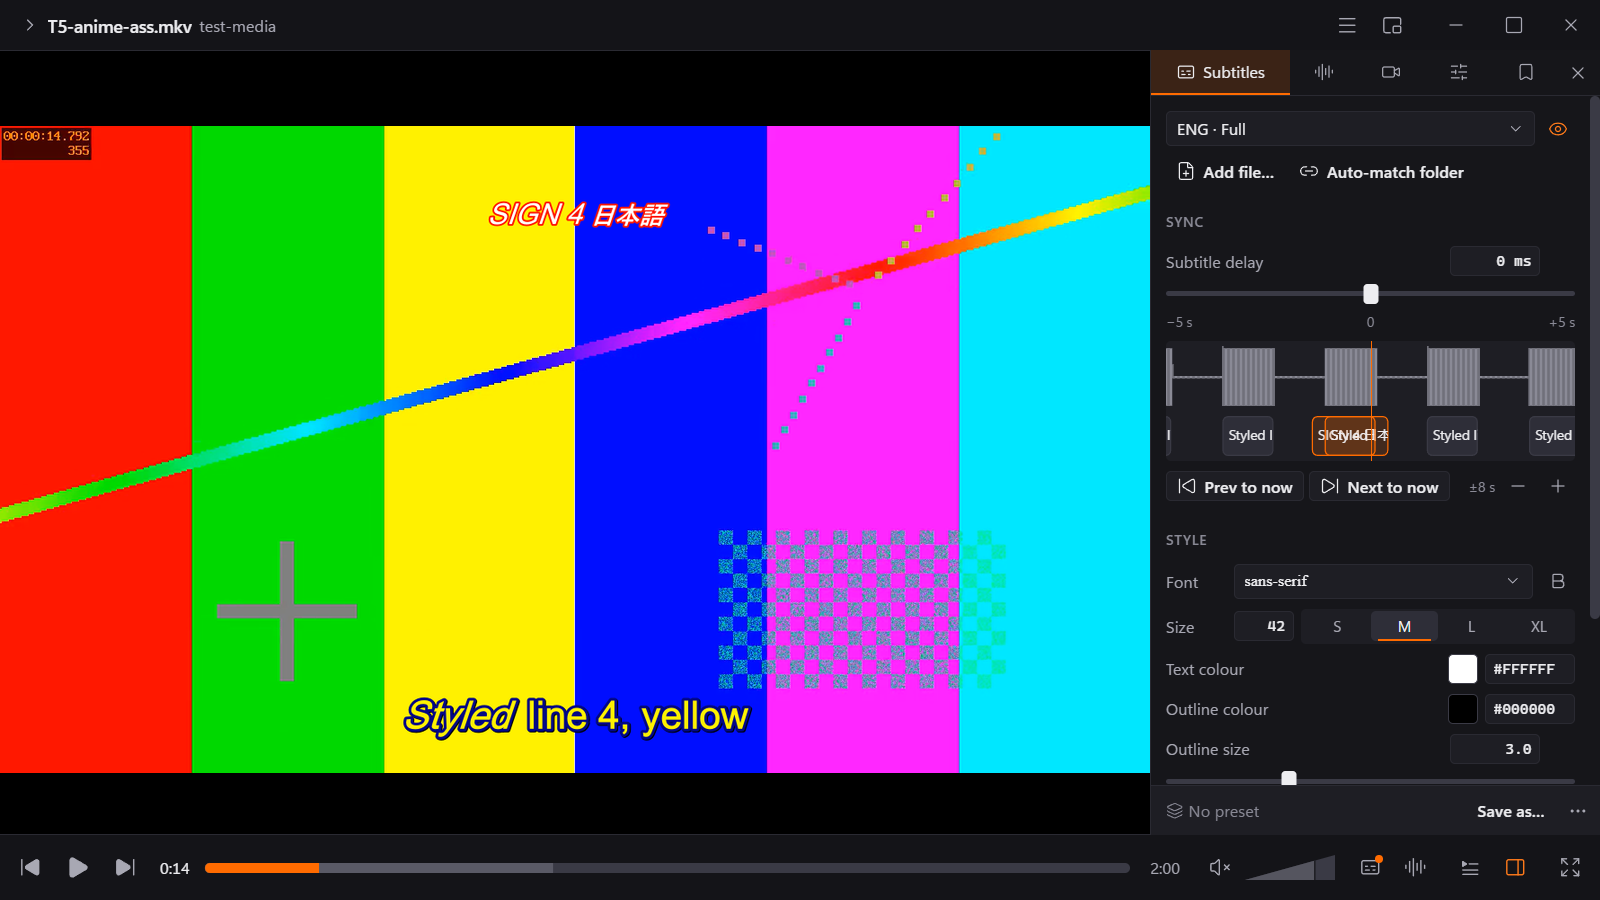 T5-anime-ass.mkv test-media
Subtitles
00:00:14.792
355
SIGN 4 日本語
Styled line 4, yellow
ENG · Full
Add file...
Auto-match folder
SYNC
Subtitle delay
0 ms
−5 s
0
+5 s
Styled l
Styled l
Styled
Prev to now
Next to now
±8 s
STYLE
Font
sans-serif
B
Size
42
S
M
L
XL
Text colour
#FFFFFF
Outline colour
#000000
Outline size
3.0
No preset
Save as...
0:14
2:00